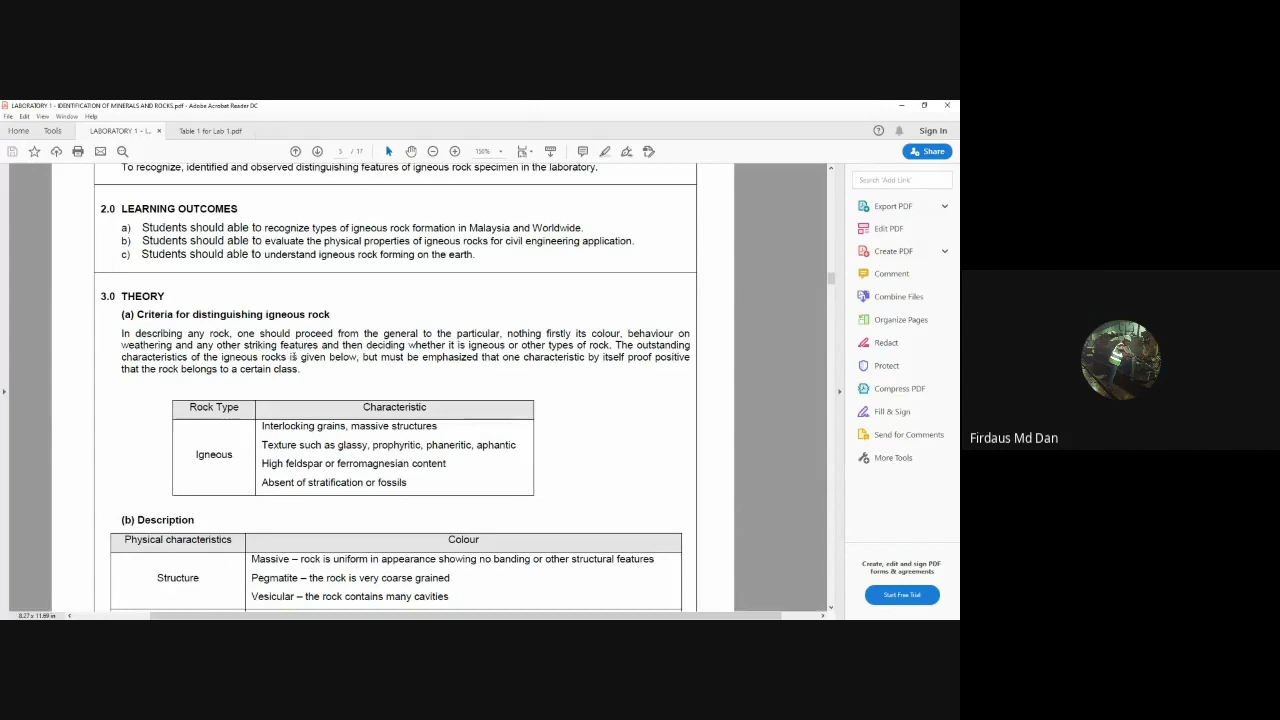 LABORATORY 1 - IDENTIFICATION OF MINERALS AND ROCKS.pdf - Adobe Acrobat Reader DC
File Edit View Window Help
Home Tools LABORATORY 1 - I... × Table 1 for Lab 1.pdf Sign In
5 / 17 150% Share
To recognize, identified and observed distinguishing features of igneous rock specimen in the laboratory.
2.0 LEARNING OUTCOMES
a) Students should able to recognize types of igneous rock formation in Malaysia and Worldwide.
b) Students should able to evaluate the physical properties of igneous rocks for civil engineering application.
c) Students should able to understand igneous rock forming on the earth.
3.0 THEORY
(a) Criteria for distinguishing igneous rock
In describing any rock, one should proceed from the general to the particular, nothing firstly its colour, behaviour on
weathering and any other striking features and then deciding whether it is igneous or other types of rock. The outstanding
characteristics of the igneous rocks is given below, but must be emphasized that one characteristic by itself proof positive
that the rock belongs to a certain class.
Rock Type Characteristic
Igneous
Interlocking grains, massive structures
Texture such as glassy, prophyritic, phaneritic, aphantic
High feldspar or ferromagnesian content
Absent of stratification or fossils
(b) Description
Physical characteristics Colour
Structure
Massive – rock is uniform in appearance showing no banding or other structural features
Pegmatite – the rock is very coarse grained
Vesicular – the rock contains many cavities
8.27 x 11.69 in
Search 'Add Link'
Export PDF
Edit PDF
Create PDF
Comment
Combine Files
Organize Pages
Redact
Protect
Compress PDF
Fill & Sign
Send for Comments
More Tools
Create, edit and sign PDF
forms & agreements
Start Free Trial
Firdaus Md Dan